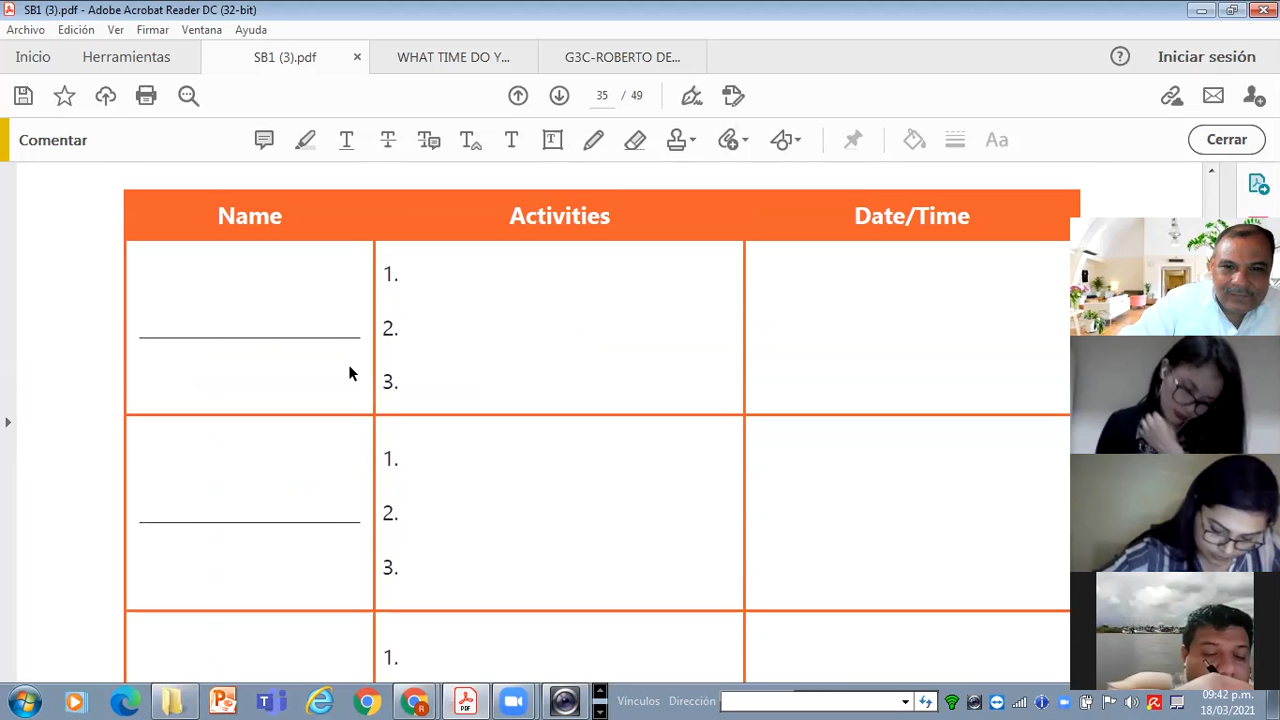 SB1 (3).pdf - Adobe Acrobat Reader DC (32-bit)
Archivo Edición Ver Firmar Ventana Ayuda
Inicio Herramientas SB1 (3).pdf × WHAT TIME DO Y... G3C-ROBERTO DE... Iniciar sesión
35 / 49
Comentar Cerrar
Name Activities Date/Time
1.
2.
3.
1.
2.
3.
1.
Vínculos Dirección
09:42 p.m.
18/03/2021